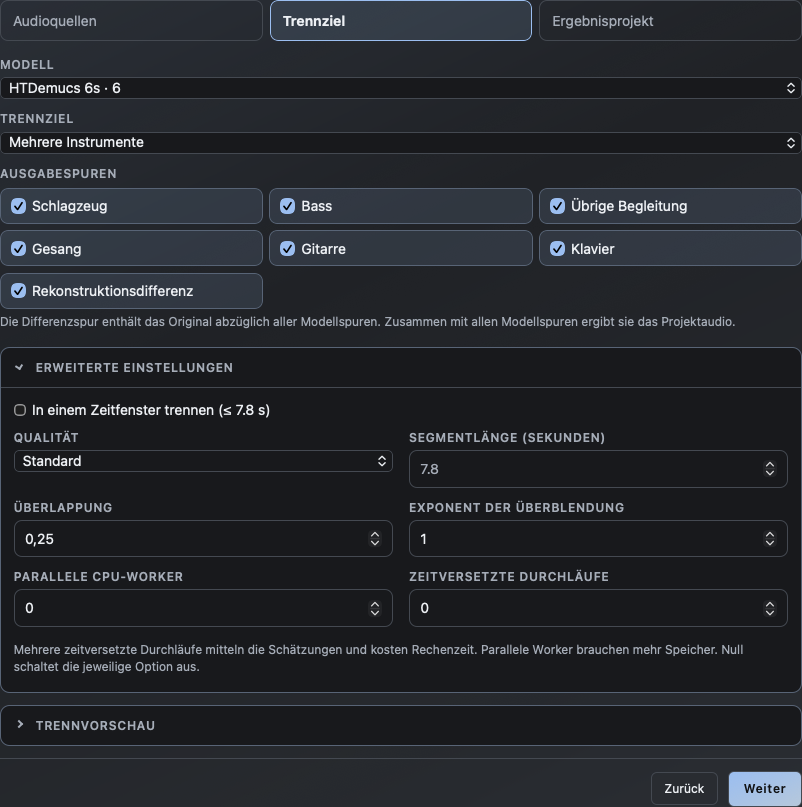 Audioquellen
Trennziel
Ergebnisprojekt
MODELL
HTDemucs 6s · 6
TRENNZIEL
Mehrere Instrumente
AUSGABESPUREN
Schlagzeug
Bass
Übrige Begleitung
Gesang
Gitarre
Klavier
Rekonstruktionsdifferenz
Die Differenzspur enthält das Original abzüglich aller Modellspuren. Zusammen mit allen Modellspuren ergibt sie das Projektaudio.
ERWEITERTE EINSTELLUNGEN
In einem Zeitfenster trennen (≤ 7.8 s)
QUALITÄT
SEGMENTLÄNGE (SEKUNDEN)
Standard
7.8
ÜBERLAPPUNG
EXPONENT DER ÜBERBLENDUNG
0,25
1
PARALLELE CPU-WORKER
ZEITVERSETZTE DURCHLÄUFE
0
0
Mehrere zeitversetzte Durchläufe mitteln die Schätzungen und kosten Rechenzeit. Parallele Worker brauchen mehr Speicher. Null
schaltet die jeweilige Option aus.
TRENNVORSCHAU
Zurück
Weiter